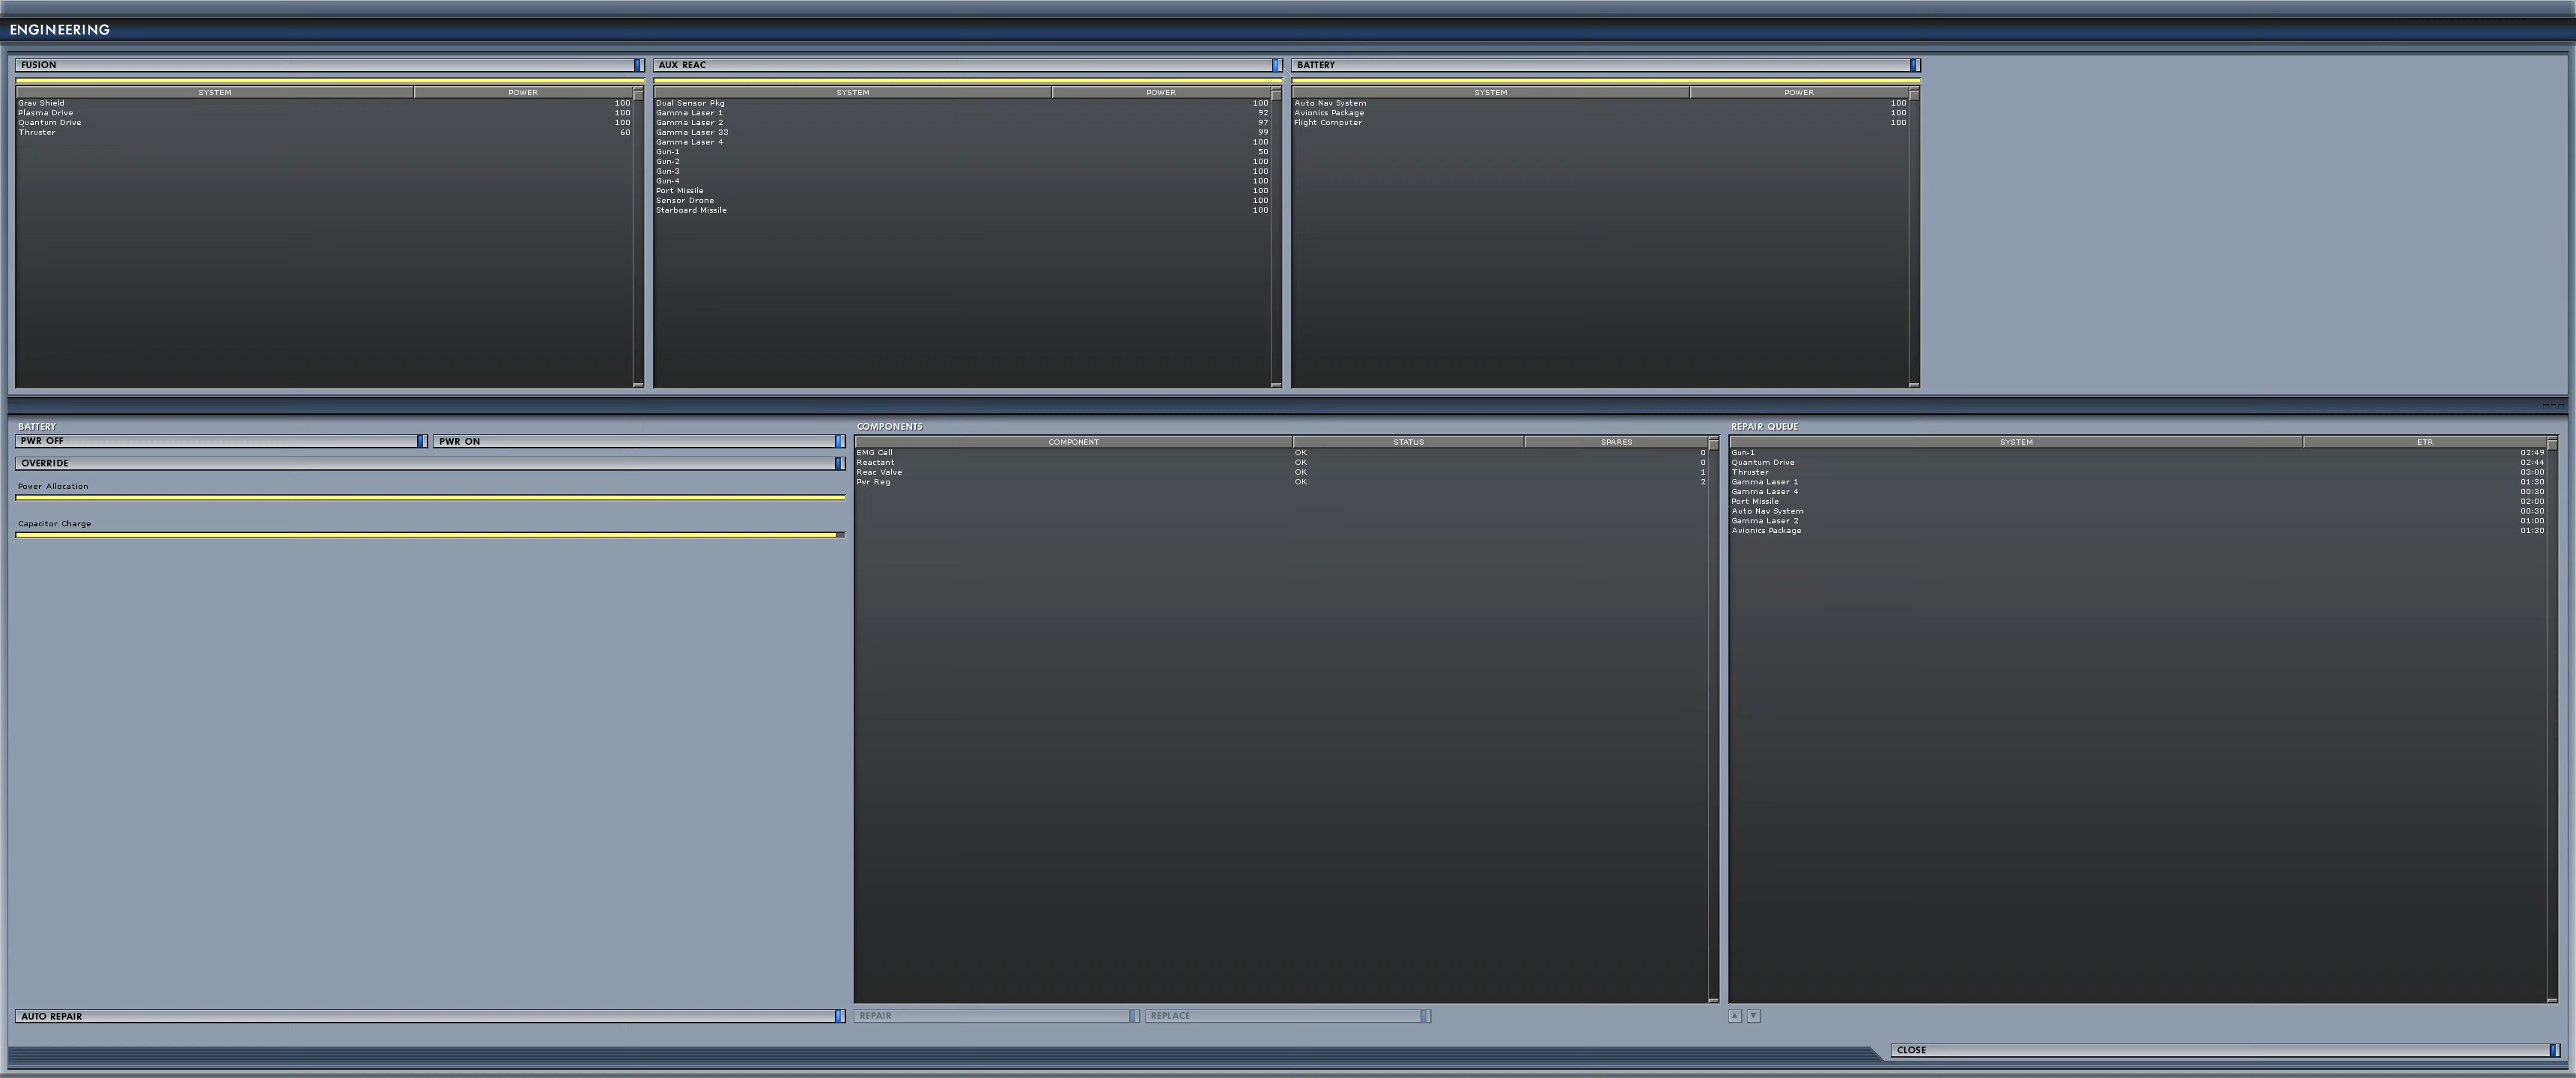 ENGINEERING
FUSION
SYSTEM POWER
Grav Shield 100
Plasma Drive 100
Quantum Drive 100
Thruster 60
AUX REAC
SYSTEM POWER
Dual Sensor Pkg 100
Gamma Laser 1 92
Gamma Laser 2 97
Gamma Laser 33 99
Gamma Laser 4 100
Gun-1 50
Gun-2 100
Gun-3 100
Gun-4 100
Port Missile 100
Sensor Drone 100
Starboard Missile 100
BATTERY
SYSTEM POWER
Auto Nav System 100
Avionics Package 100
Flight Computer 100
BATTERY
PWR OFF PWR ON
OVERRIDE
Power Allocation
Capacitor Charge
AUTO REPAIR
COMPONENTS
COMPONENT STATUS SPARES
EMG Cell OK 0
Reactant OK 0
Reac Valve OK 1
Pwr Reg OK 2
REPAIR REPLACE
REPAIR QUEUE
SYSTEM ETR
Gun-1 02:49
Quantum Drive 02:44
Thruster 03:00
Gamma Laser 1 01:30
Gamma Laser 4 00:30
Port Missile 02:00
Auto Nav System 00:30
Gamma Laser 2 01:00
Avionics Package 01:30
CLOSE